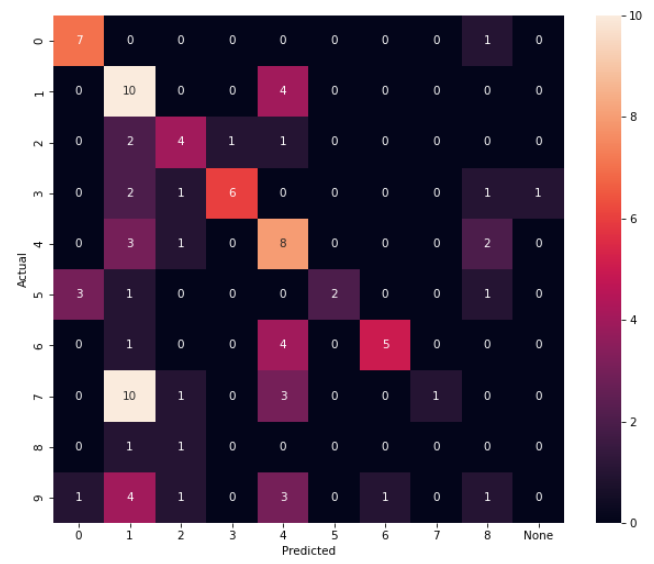 0 7 0 0 0 0 0 0 0 1 0
1 0 10 0 0 4 0 0 0 0 0
2 0 2 4 1 1 0 0 0 0 0
3 0 2 1 6 0 0 0 0 1 1
4 0 3 1 0 8 0 0 0 2 0
5 3 1 0 0 0 2 0 0 1 0
6 0 1 0 0 4 0 5 0 0 0
7 0 10 1 0 3 0 0 1 0 0
8 0 1 1 0 0 0 0 0 0 0
9 1 4 1 0 3 0 1 0 1 0
Actual
0 1 2 3 4 5 6 7 8 None
Predicted
10
8
6
4
2
0